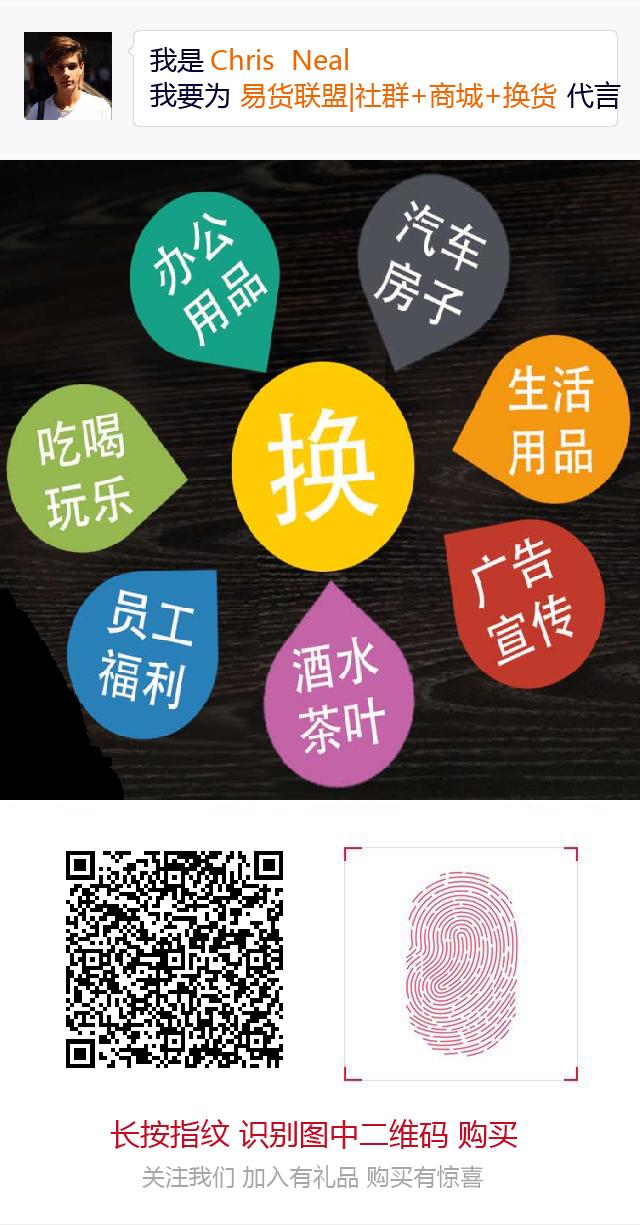 我是 Chris Neal
我要为 易货联盟|社群+商城+换货 代言
办公
用品
汽车
房子
生活
用品
吃喝
玩乐
换
广告
宣传
员工
福利
酒水
茶叶
长按指纹 识别图中二维码 购买
关注我们 加入有礼品 购买有惊喜